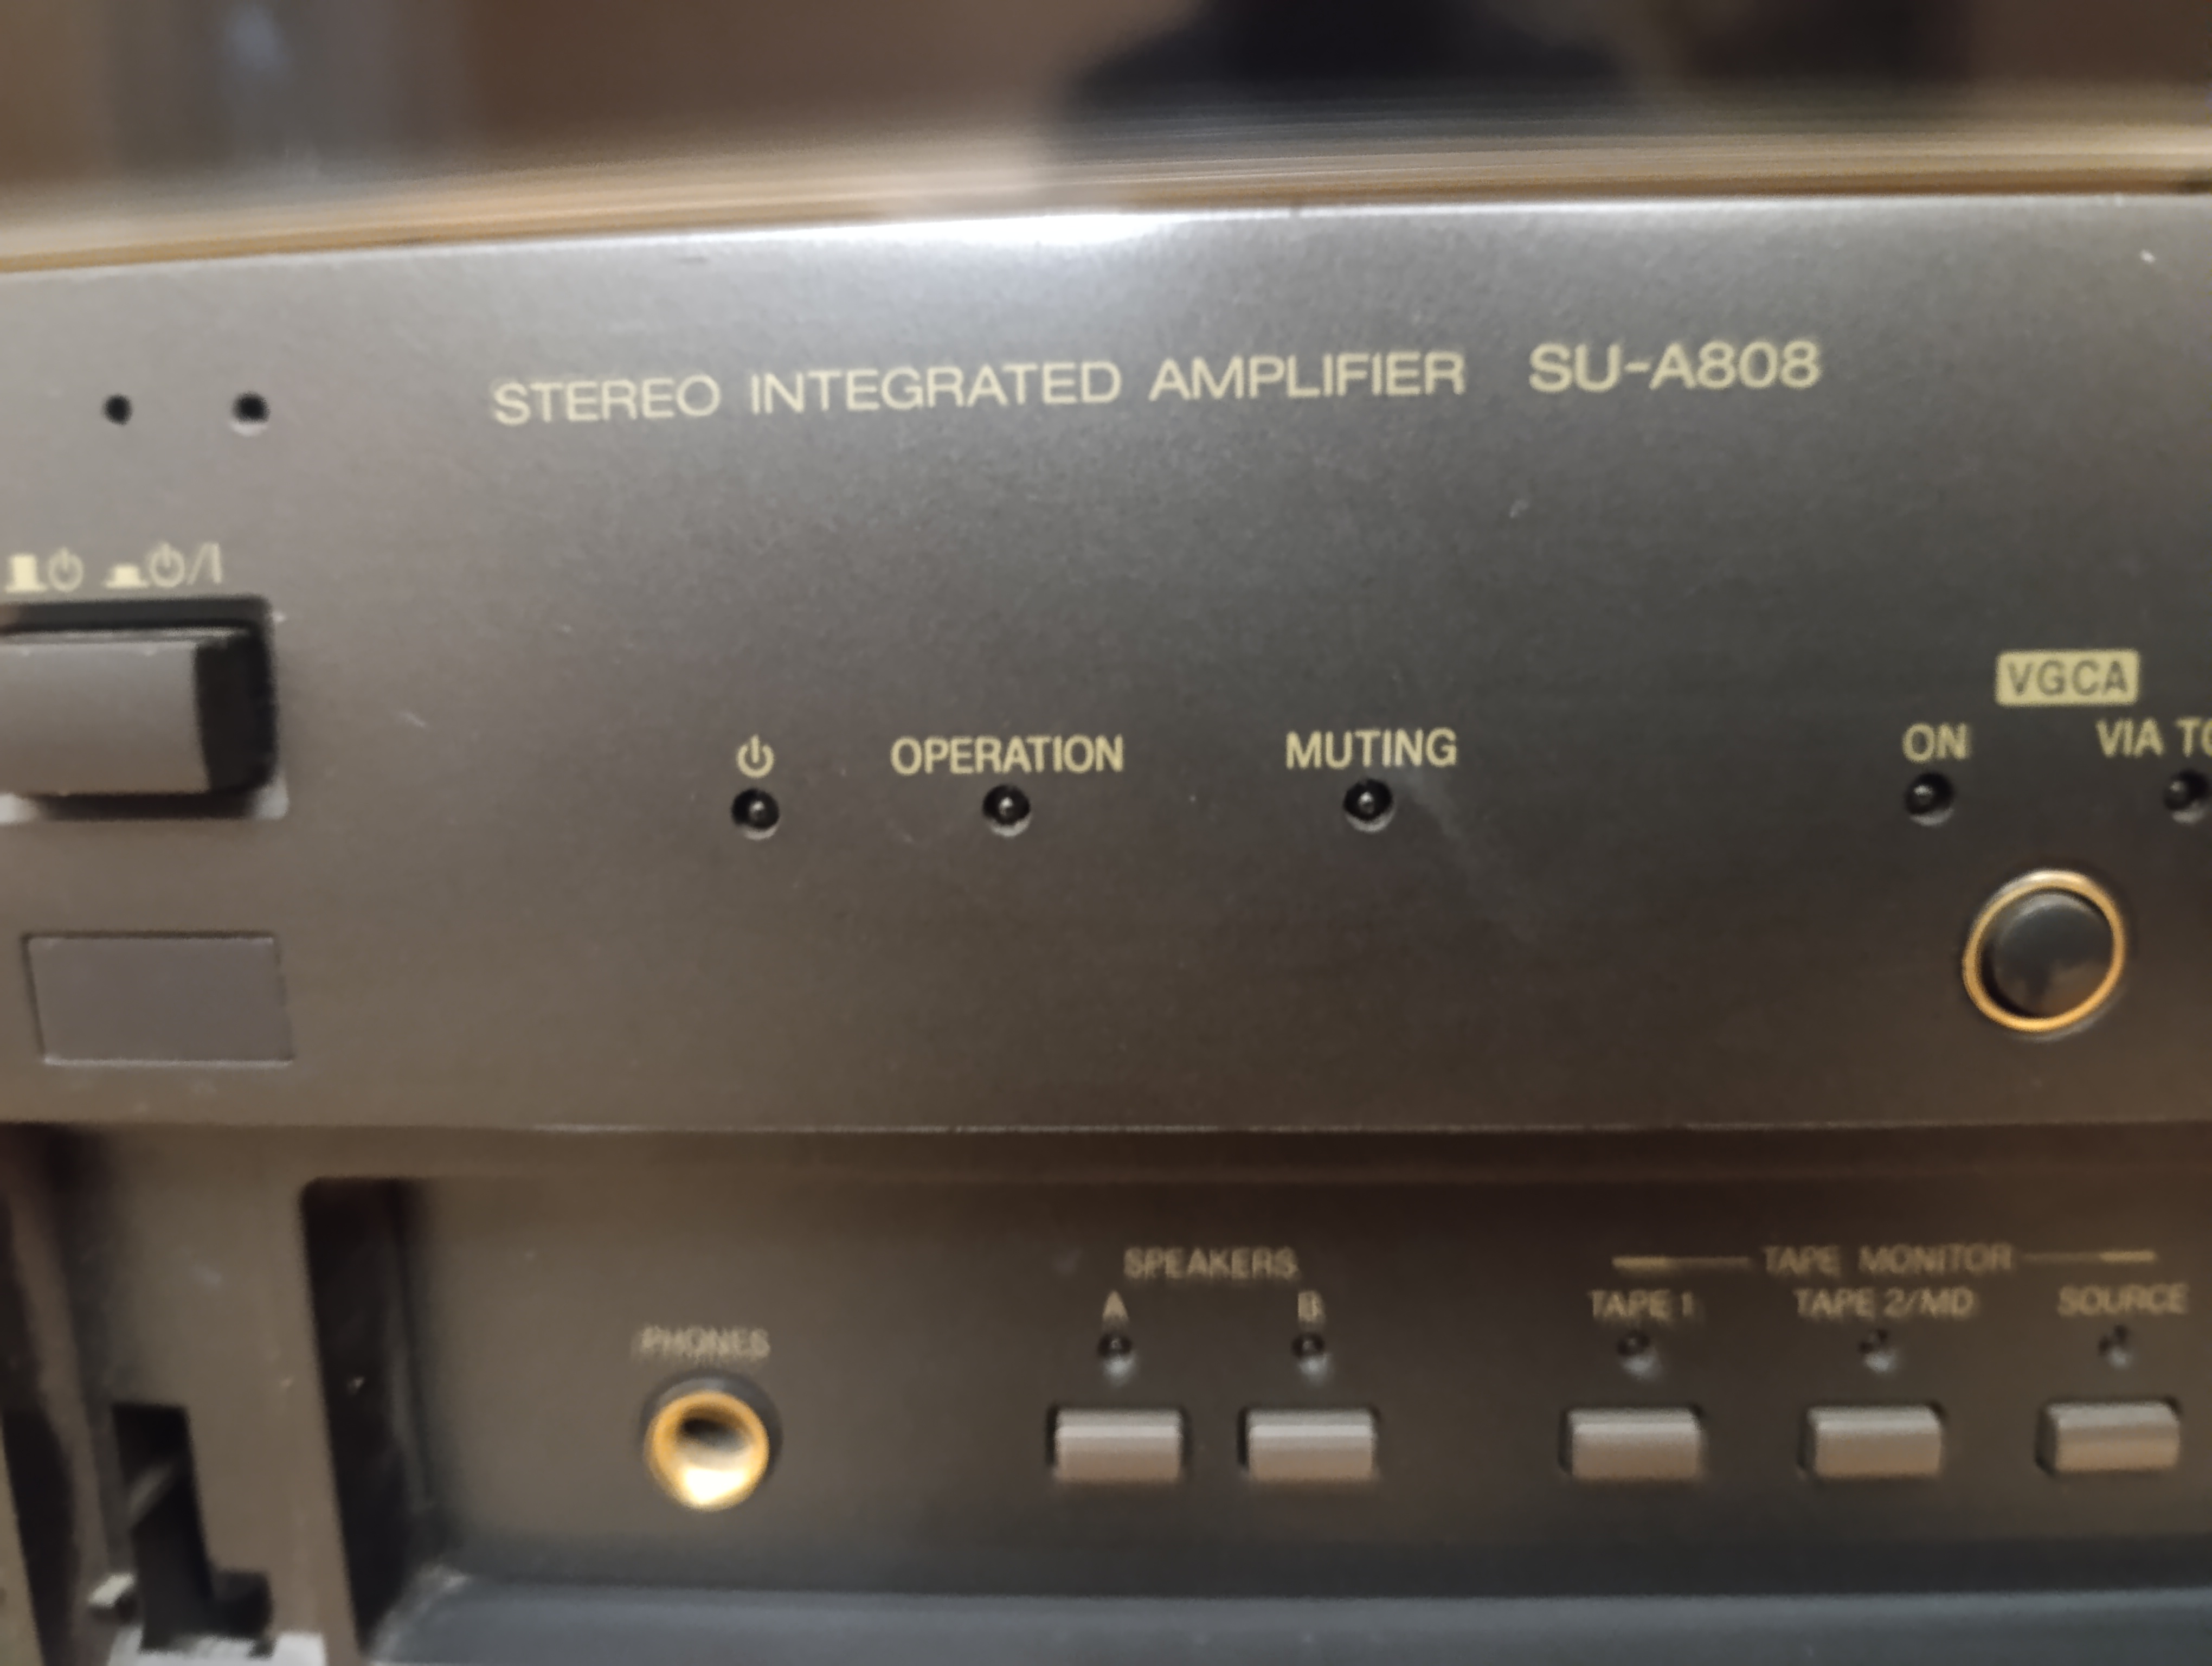 STEREO INTEGRATED AMPLIFIER SU-A808
/I
VGCA
OPERATION MUTING ON VIA
SPEAKERS TAPE MONITOR
A B TAPE 1 TAPE 2/MD SOURCE
PHONES